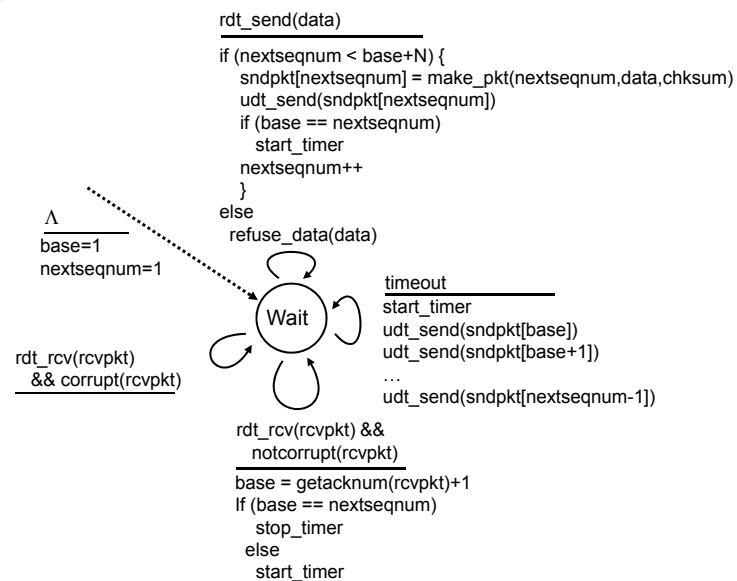 rdt_send(data)
if (nextseqnum < base+N) {
sndpkt[nextseqnum] = make_pkt(nextseqnum,data,chksum)
udt_send(sndpkt[nextseqnum])
if (base == nextseqnum)
start_timer
nextseqnum++
}
else
refuse_data(data)
Λ
base=1
nextseqnum=1
Wait
timeout
start_timer
udt_send(sndpkt[base])
udt_send(sndpkt[base+1])
…
udt_send(sndpkt[nextseqnum-1])
rdt_rcv(rcvpkt)
&& corrupt(rcvpkt)
rdt_rcv(rcvpkt) &&
notcorrupt(rcvpkt)
base = getacknum(rcvpkt)+1
If (base == nextseqnum)
stop_timer
else
start_timer